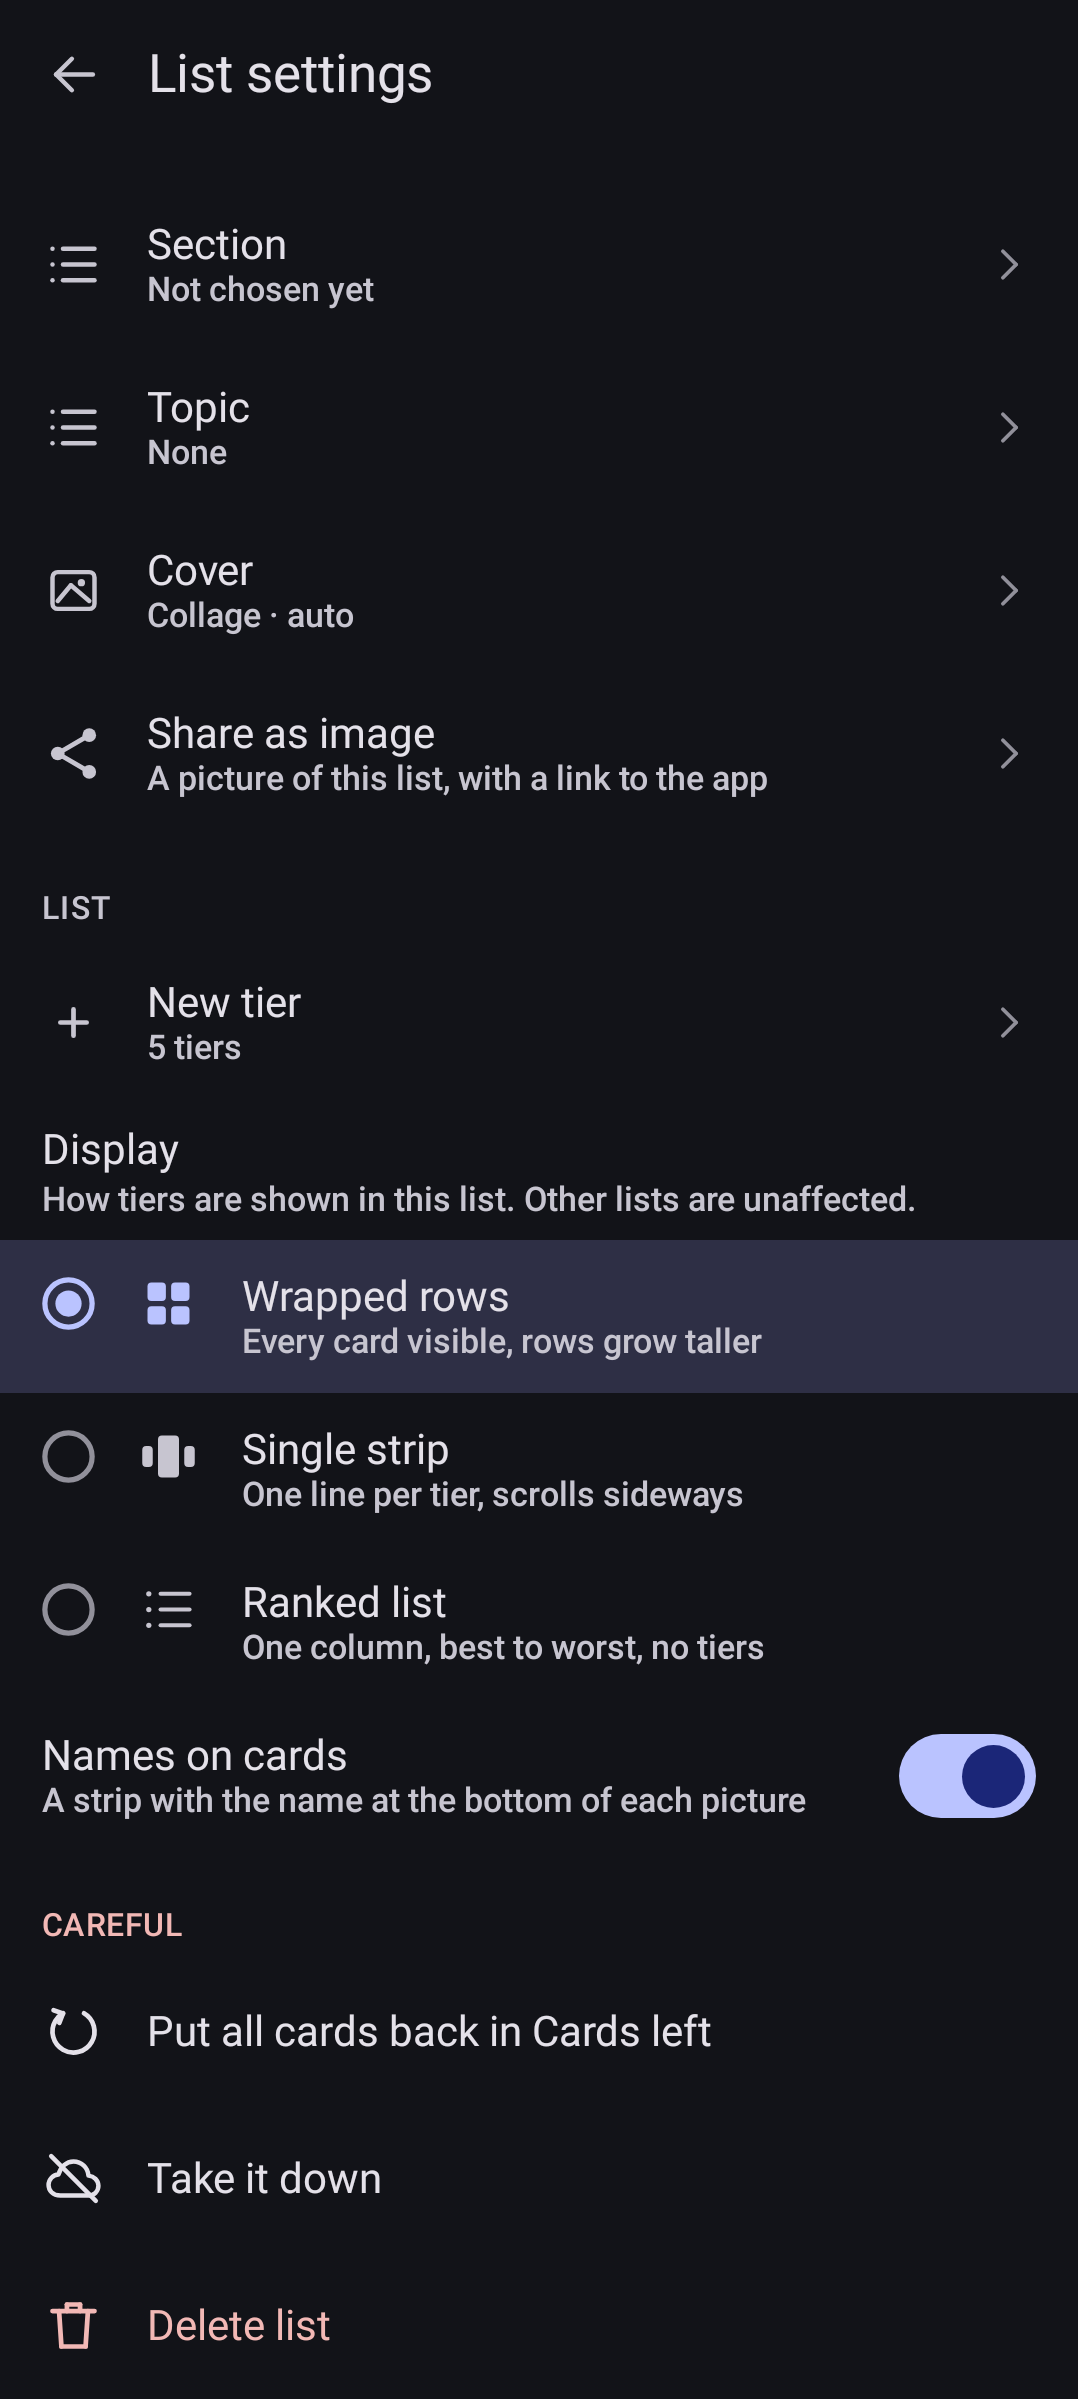 List settings
Section
Not chosen yet
Topic
None
Cover
Collage · auto
Share as image
A picture of this list, with a link to the app
LIST
New tier
5 tiers
Display
How tiers are shown in this list. Other lists are unaffected.
Wrapped rows
Every card visible, rows grow taller
Single strip
One line per tier, scrolls sideways
Ranked list
One column, best to worst, no tiers
Names on cards
A strip with the name at the bottom of each picture
CAREFUL
Put all cards back in Cards left
Take it down
Delete list